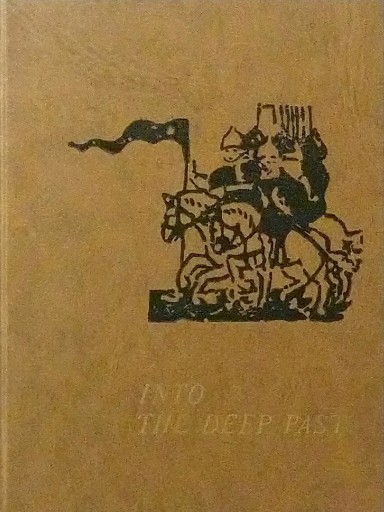 INTO
THE DEEP PAST